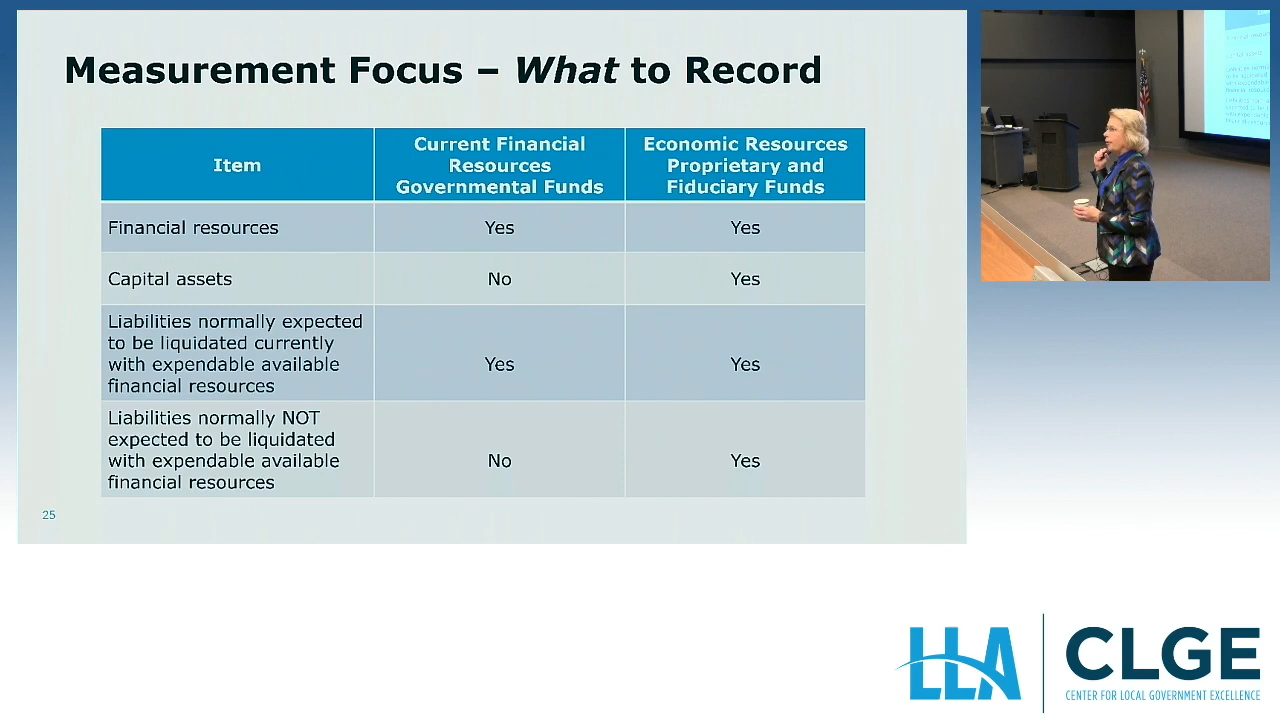 Measurement Focus – What to Record
Item
Current Financial
Resources
Governmental Funds
Economic Resources
Proprietary and
Fiduciary Funds
Financial resources
Yes
Yes
Capital assets
No
Yes
Liabilities normally expected
to be liquidated currently
with expendable available
financial resources
Yes
Yes
Liabilities normally NOT
expected to be liquidated
with expendable available
financial resources
No
Yes
25
LLA
CLGE
CENTER FOR LOCAL GOVERNMENT EXCELLENCE